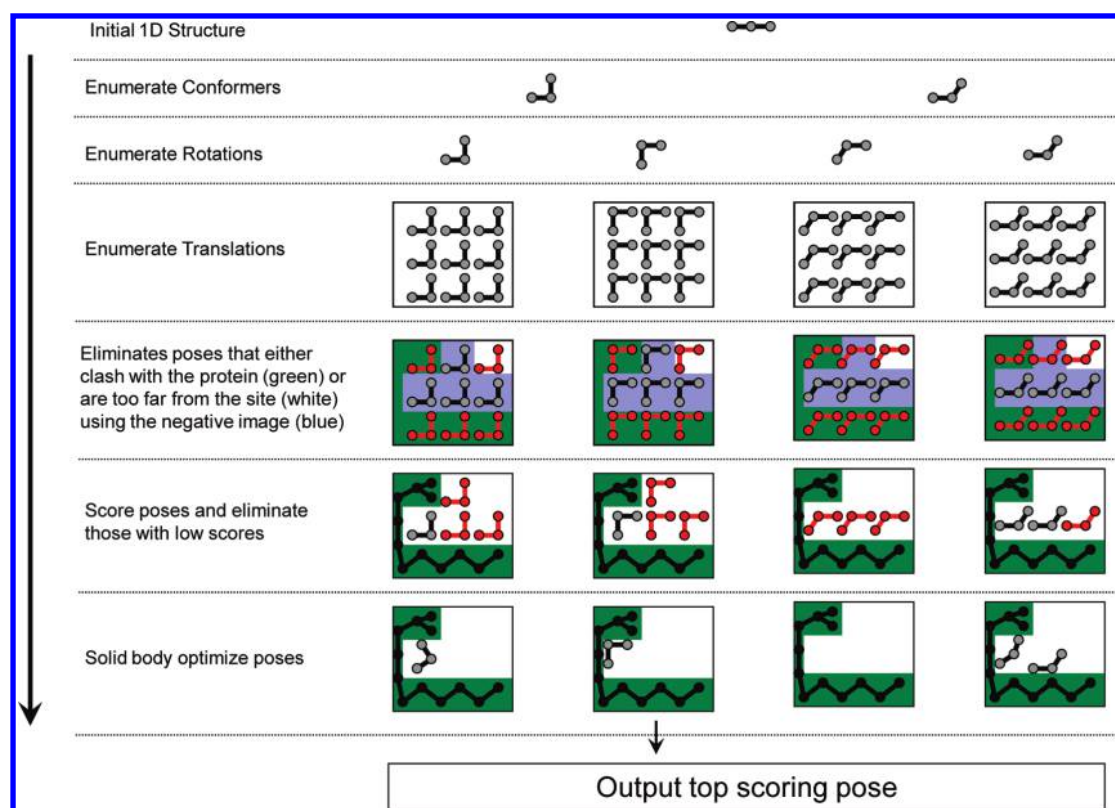 Initial 1D Structure
Enumerate Conformers
Enumerate Rotations
Enumerate Translations
Eliminates poses that either
clash with the protein (green) or
are too far from the site (white)
using the negative image (blue)
Score poses and eliminate
those with low scores
Solid body optimize poses
Output top scoring pose